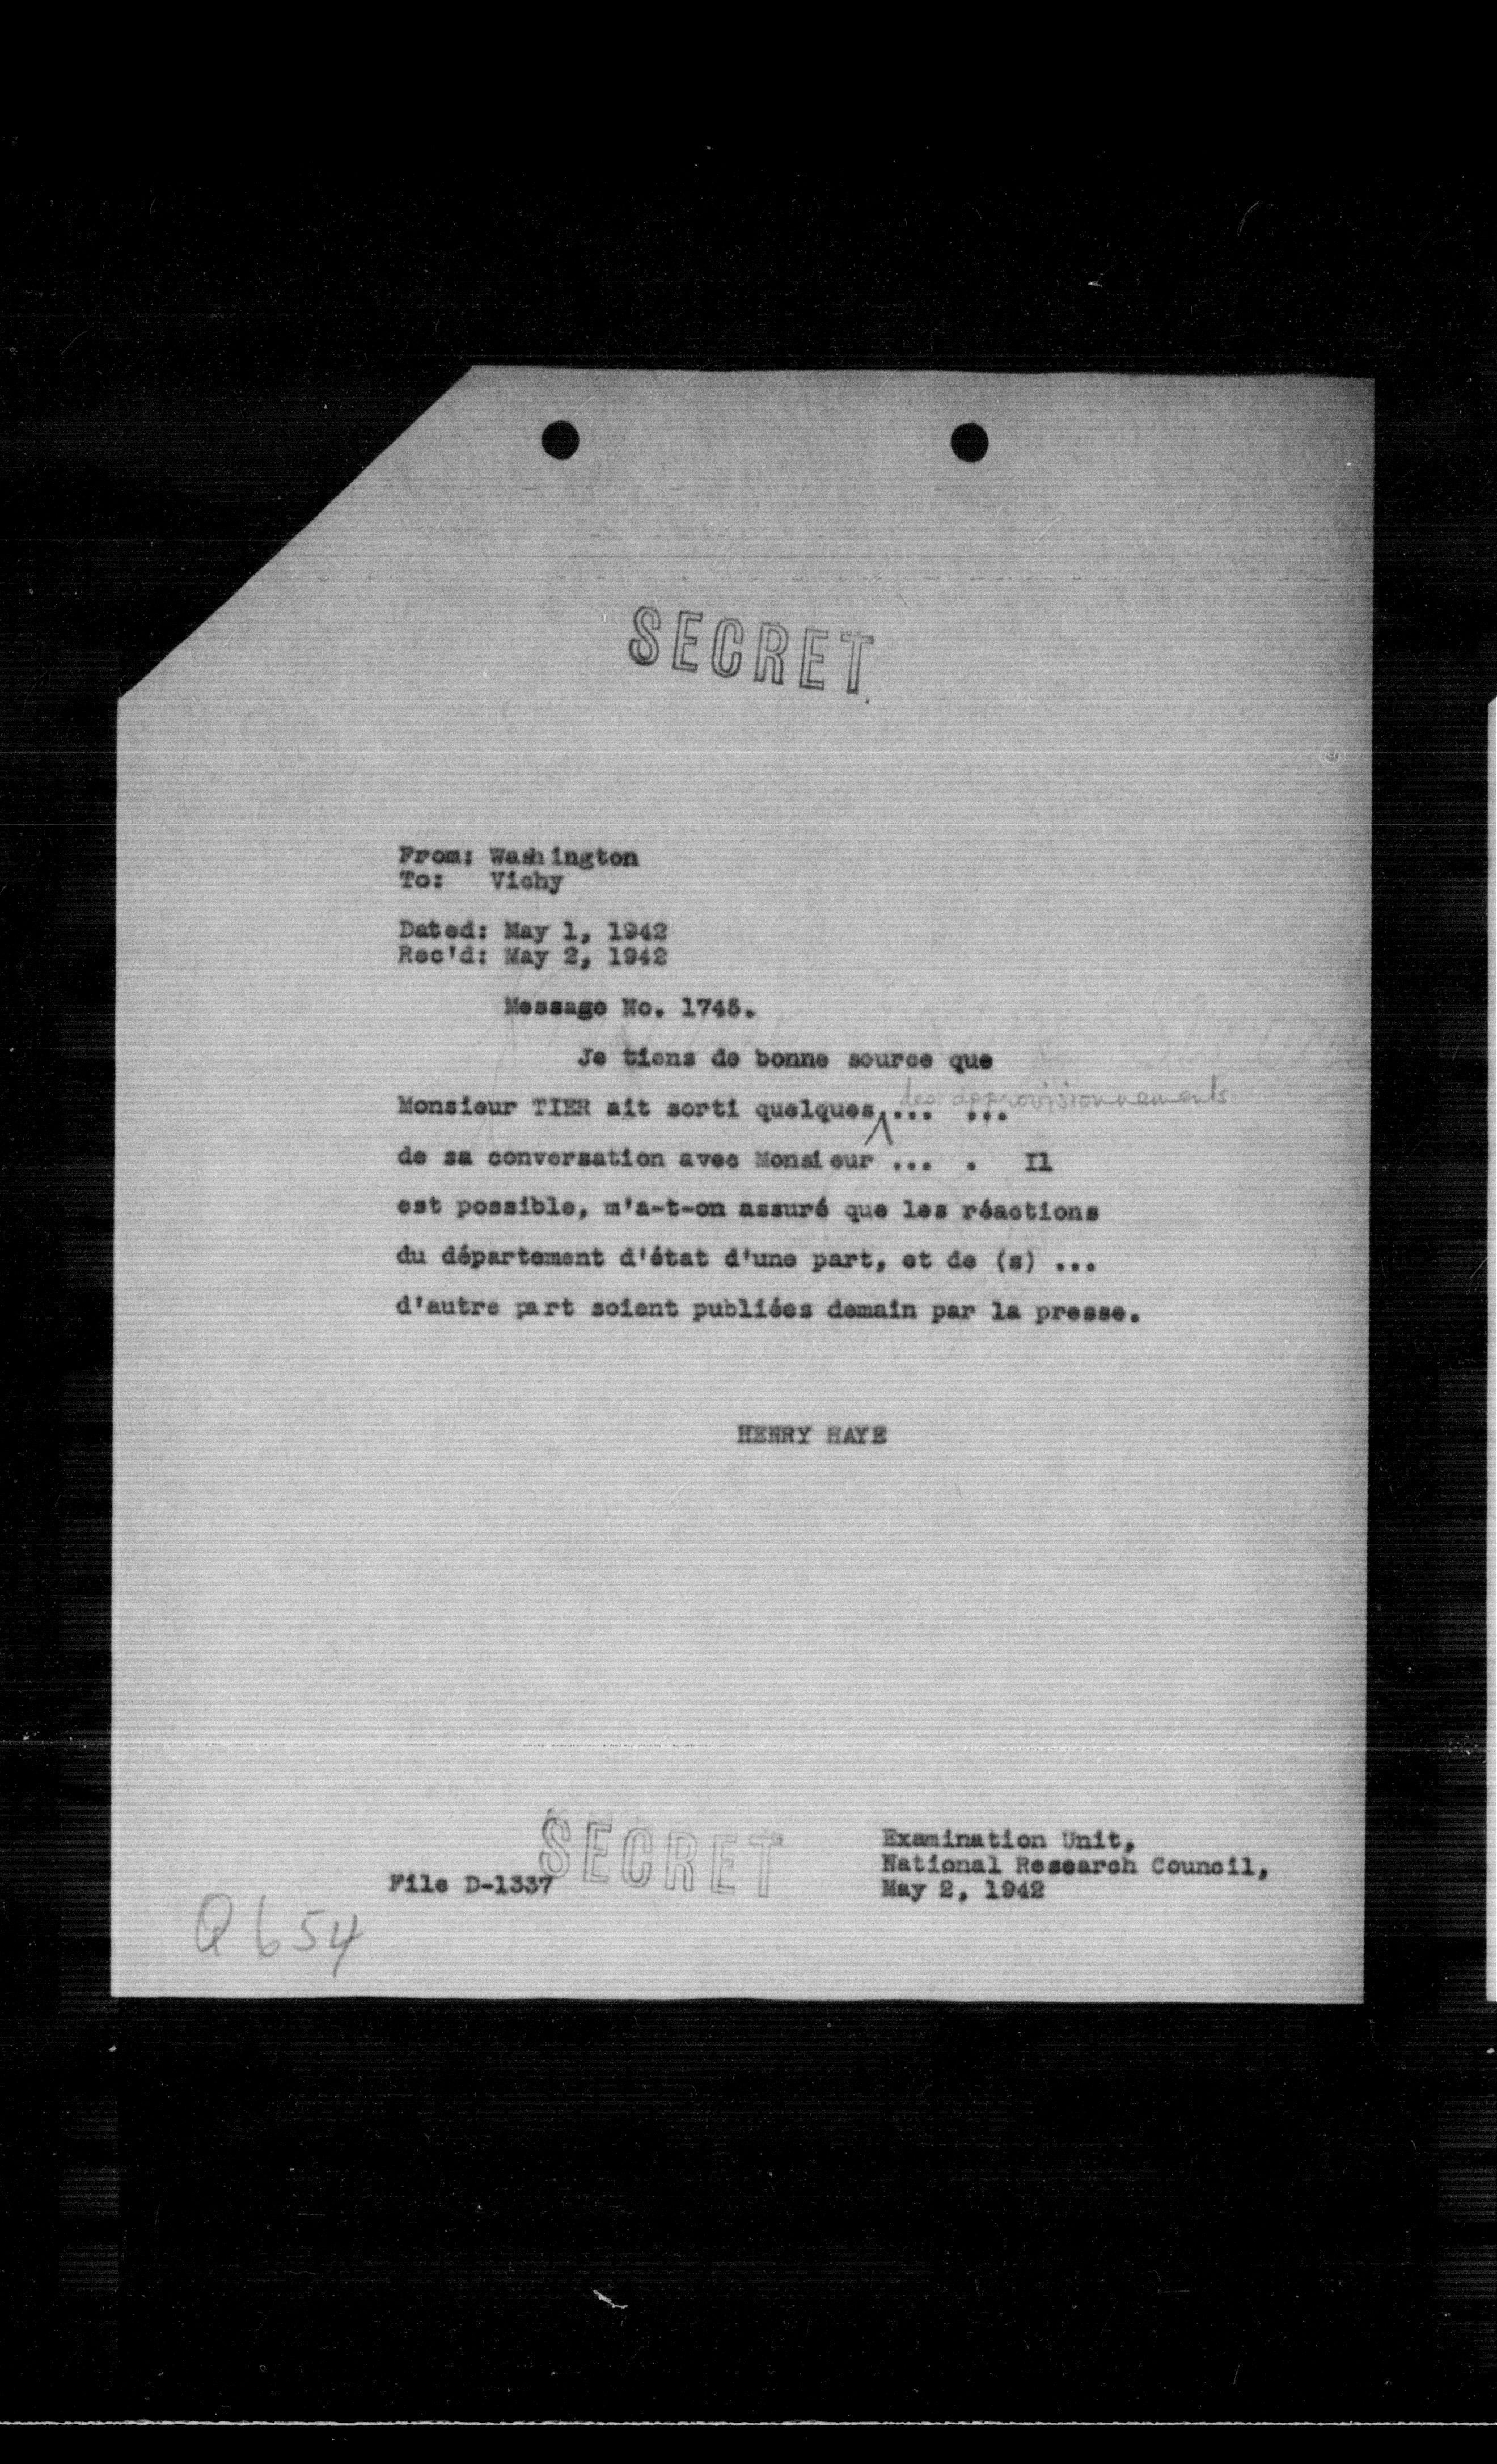 SECRET
From: Washington
To: Vichy
Dated: May 1, 1942
Rec'd: May 2, 1942
Message No. 1745.
Je tiens de bonne source que
des approvisionnements
Monsieur TIER ait sorti quelques ... ...
de sa conversation avec Monsieur ... . Il
est possible, m'a-t-on assuré que les réactions
du département d'état d'une part, et de (s) ...
d'autre part soient publiées demain par la presse.
HENRY HAYE
SECRET
File D-1337
Examination Unit,
National Research Council,
May 2, 1942
Q654